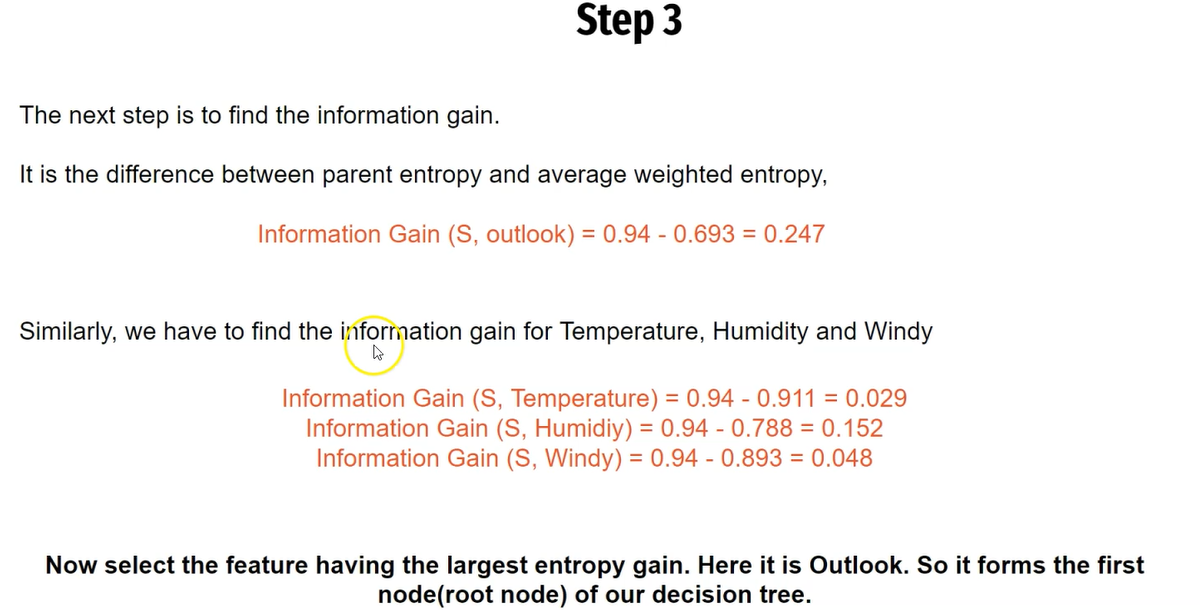 Step 3
The next step is to find the information gain.
It is the difference between parent entropy and average weighted entropy,
Information Gain (S, outlook) = 0.94 - 0.693 = 0.247
Similarly, we have to find the information gain for Temperature, Humidity and Windy
Information Gain (S, Temperature) = 0.94 - 0.911 = 0.029
Information Gain (S, Humidiy) = 0.94 - 0.788 = 0.152
Information Gain (S, Windy) = 0.94 - 0.893 = 0.048
Now select the feature having the largest entropy gain. Here it is Outlook. So it forms the first
node(root node) of our decision tree.